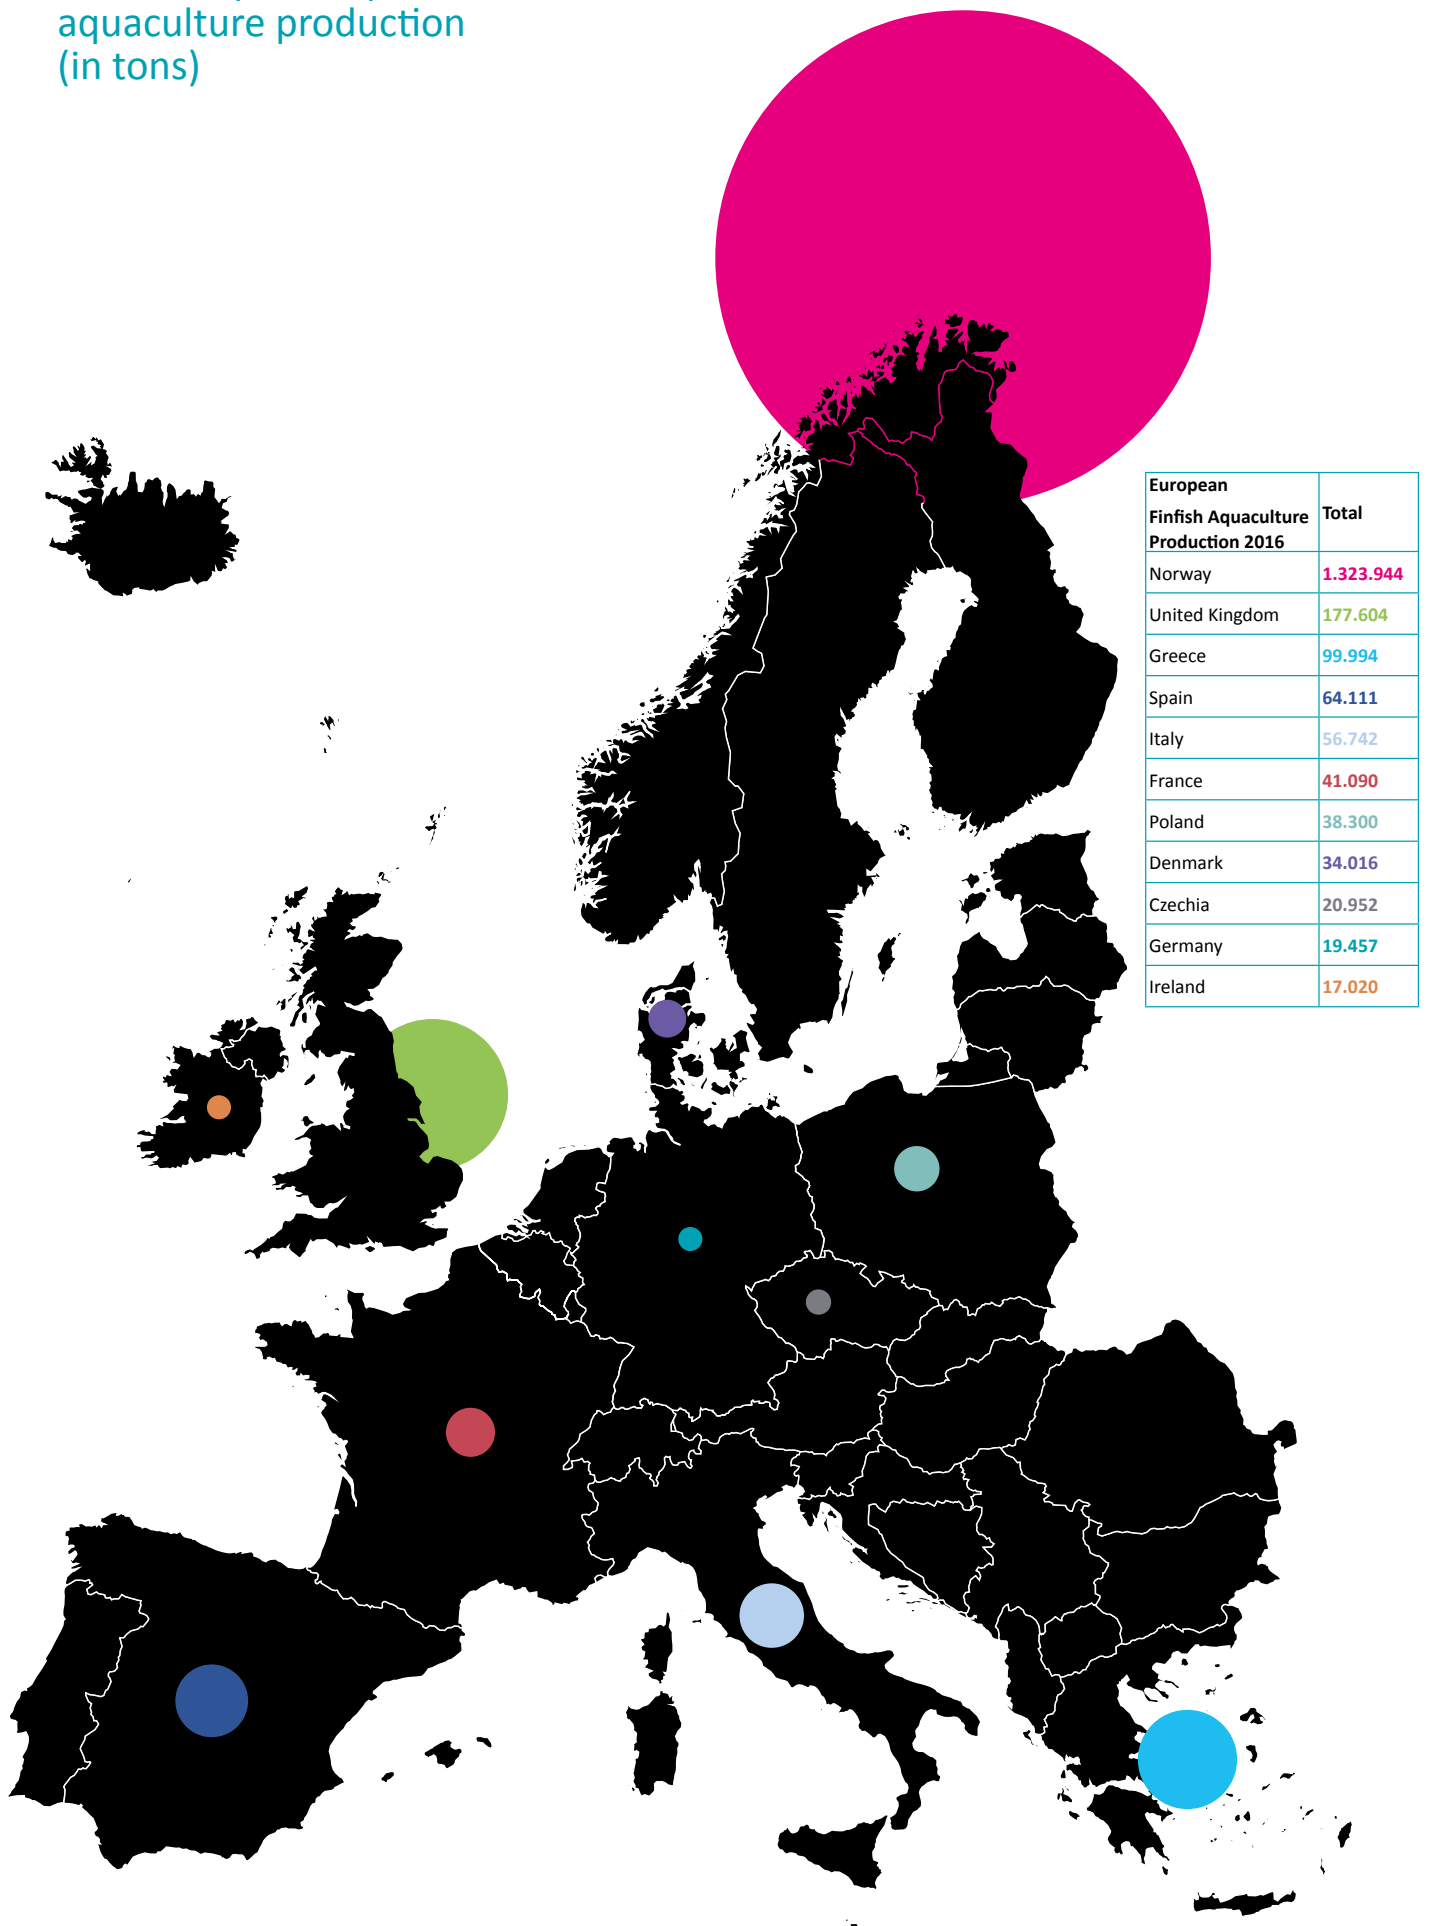 aquaculture production
(in tons)
European
Finfish Aquaculture
Production 2016
Total
Norway 1.323.944
United Kingdom 177.604
Greece 99.994
Spain 64.111
Italy 56.742
France 41.090
Poland 38.300
Denmark 34.016
Czechia 20.952
Germany 19.457
Ireland 17.020